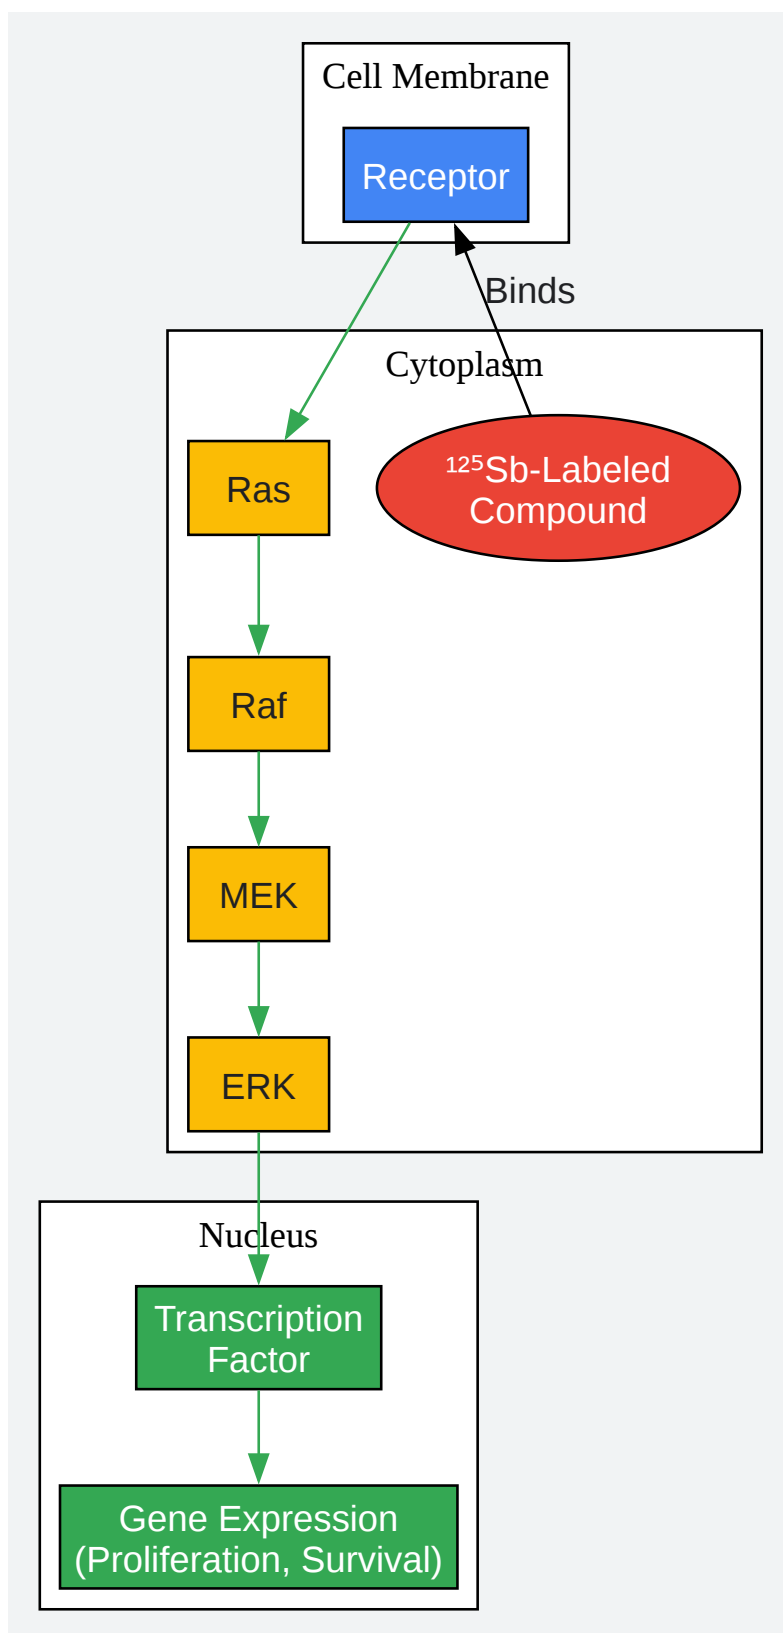 Cell Membrane
Receptor
Binds
Cytoplasm
Ras
¹²⁵Sb-Labeled
Compound
Raf
MEK
ERK
Nucleus
Transcription
Factor
Gene Expression
(Proliferation, Survival)